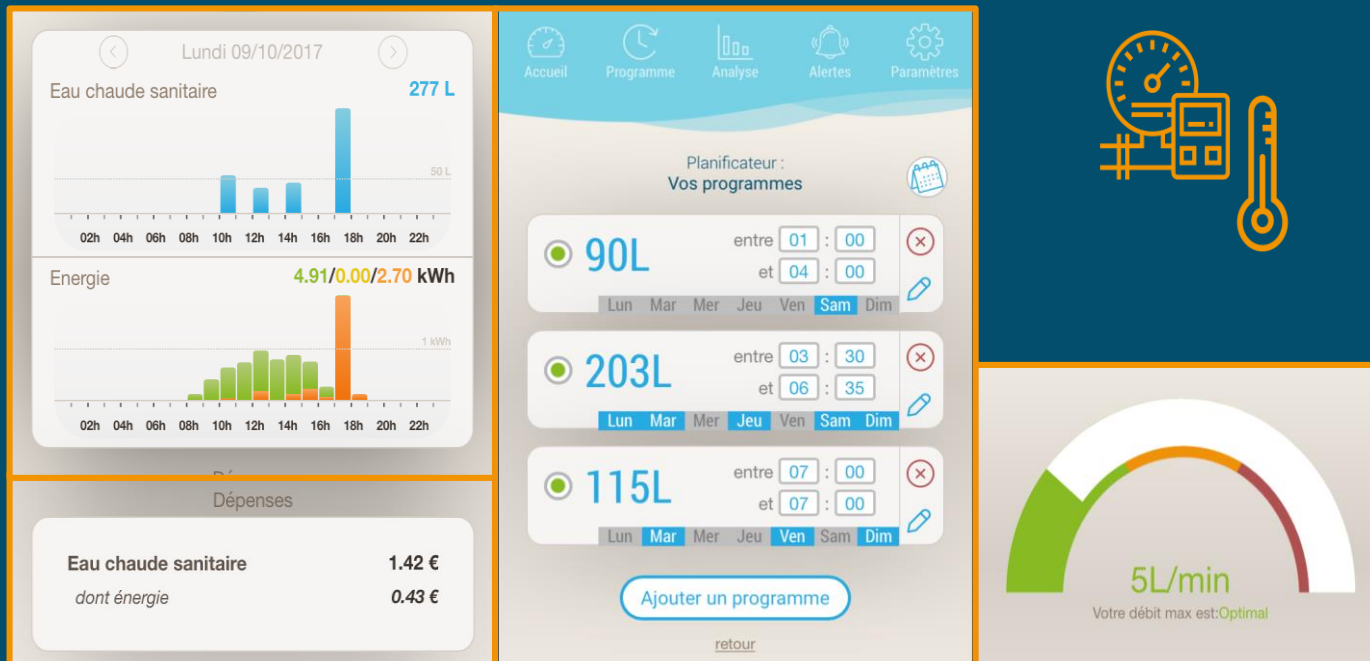 Lundi 09/10/2017
Eau chaude sanitaire 277 L
50 L
02h 04h 06h 08h 10h 12h 14h 16h 18h 20h 22h
Energie 4.91/0.00/2.70 kWh
1 kWh
02h 04h 06h 08h 10h 12h 14h 16h 18h 20h 22h
Dépenses
Eau chaude sanitaire 1.42 €
dont énergie 0.43 €
Accueil Programme Analyse Alertes Paramètres
Planificateur :
Vos programmes
90L entre 01 : 00
et 04 : 00
Lun Mar Mer Jeu Ven Sam Dim
203L entre 03 : 30
et 06 : 35
Lun Mar Mer Jeu Ven Sam Dim
115L entre 07 : 00
et 07 : 00
Lun Mar Mer Jeu Ven Sam Dim
Ajouter un programme
retour
5L/min
Votre débit max est:Optimal